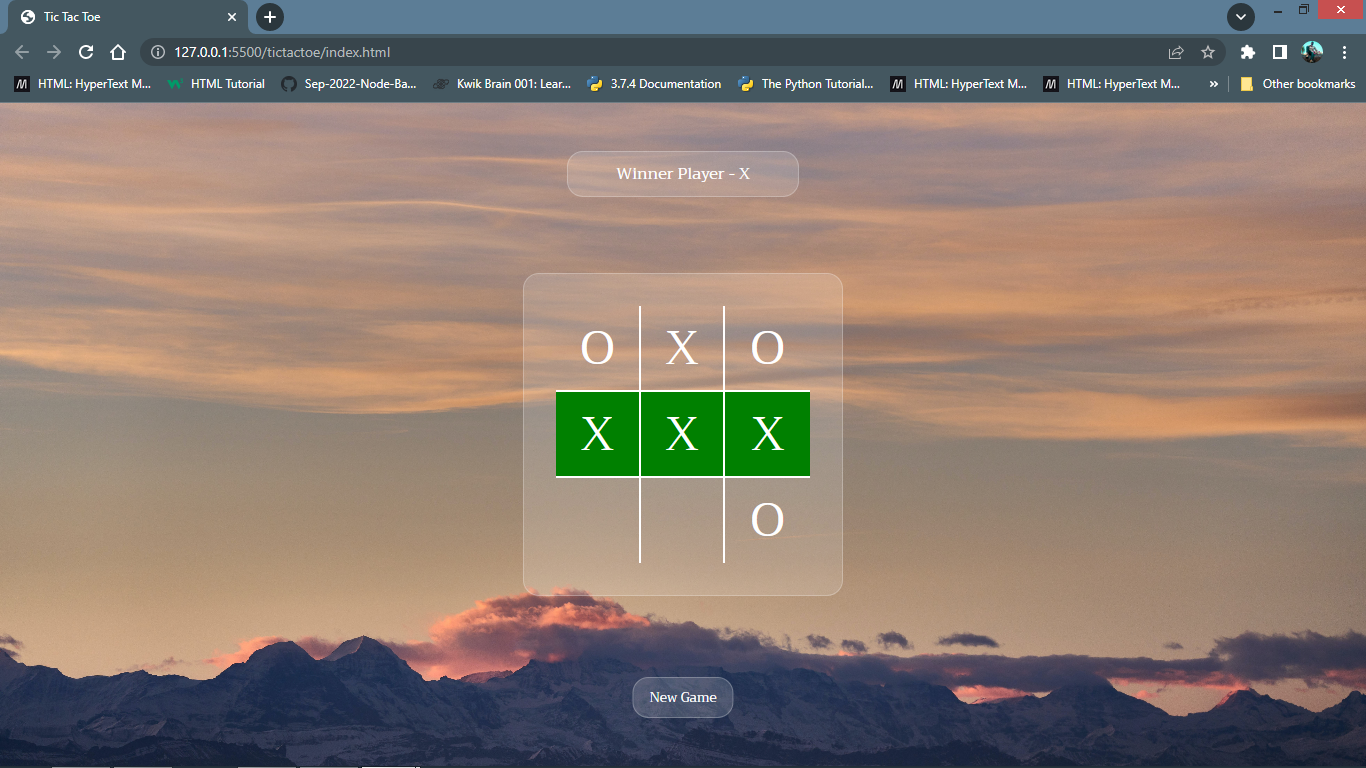 Tic Tac Toe
127.0.0.1:5500/tictactoe/index.html
HTML: HyperText M... HTML Tutorial Sep-2022-Node-Ba... Kwik Brain 001: Lear... 3.7.4 Documentation The Python Tutorial... HTML: HyperText M... HTML: HyperText M... » Other bookmarks
Winner Player - X
O X O
X X X
O
New Game